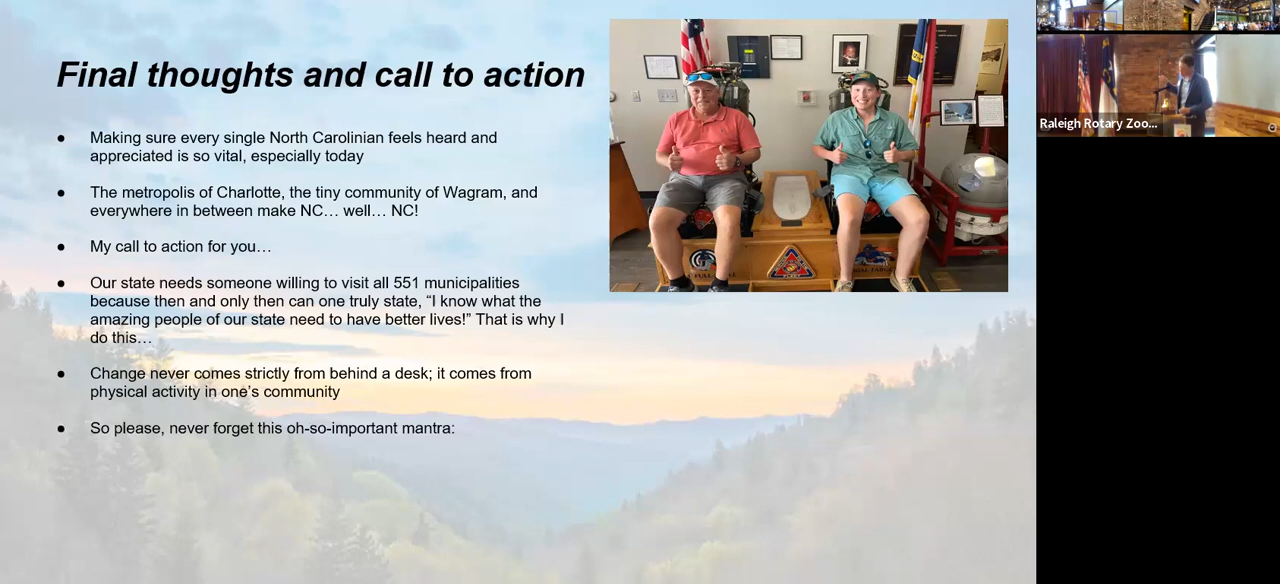 Final thoughts and call to action
● Making sure every single North Carolinian feels heard and
appreciated is so vital, especially today
● The metropolis of Charlotte, the tiny community of Wagram, and
everywhere in between make NC… well… NC!
● My call to action for you…
● Our state needs someone willing to visit all 551 municipalities
because then and only then can one truly state, “I know what the
amazing people of our state need to have better lives!” That is why I
do this…
● Change never comes strictly from behind a desk; it comes from
physical activity in one’s community
● So please, never forget this oh-so-important mantra:
Raleigh Rotary Zoo...